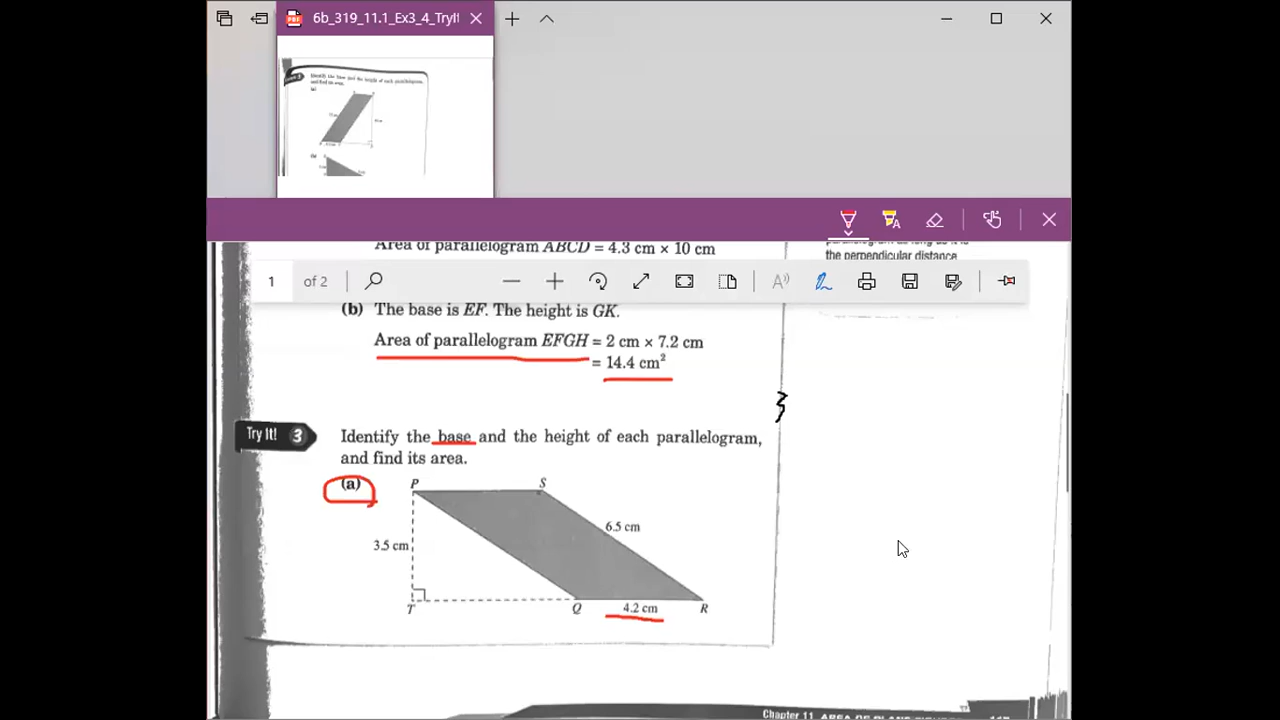 6b_319_11.1_Ex3_4_TryI
Area of parallelogram ABCD = 4.3 cm × 10 cm
the perpendicular distance
1 of 2
(b) The base is EF. The height is GK.
Area of parallelogram EFGH = 2 cm × 7.2 cm
= 14.4 cm²
Try It! 3 Identify the base and the height of each parallelogram,
and find its area.
(a)
P S
6.5 cm
3.5 cm
T Q 4.2 cm R
Chapter 11